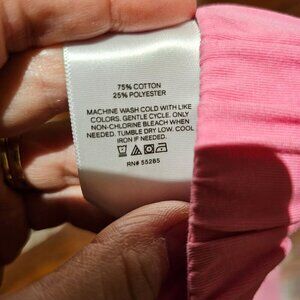 75% COTTON
25% POLYESTER
MACHINE WASH COLD WITH LIKE
COLORS. GENTLE CYCLE. ONLY
NON-CHLORINE BLEACH WHEN
NEEDED. TUMBLE DRY LOW. COOL
IRON IF NEEDED.
RN# 55285